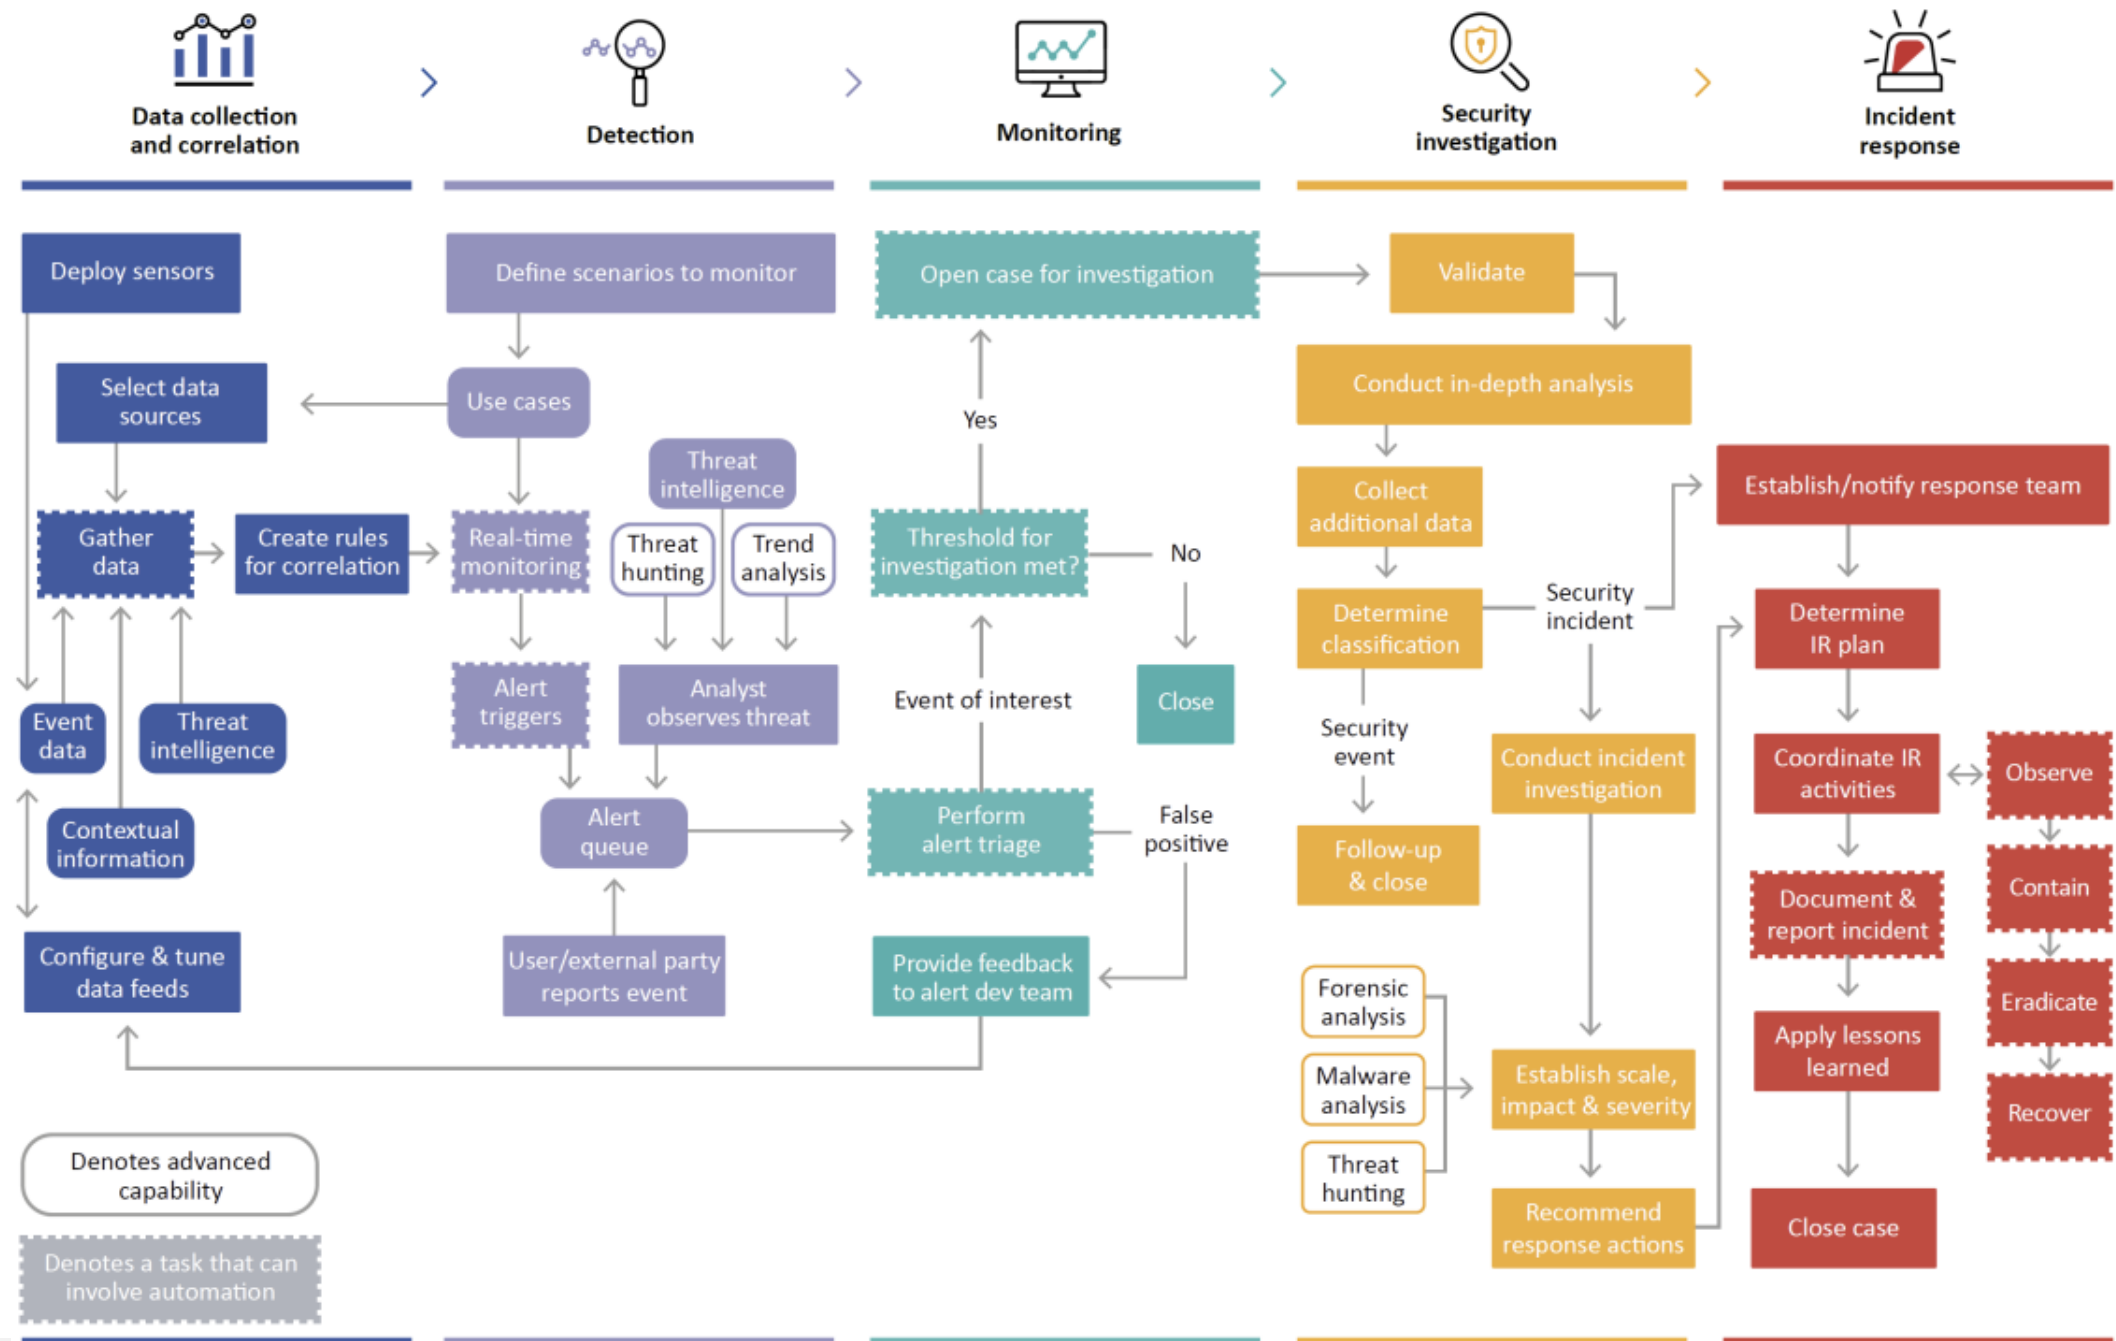 Data collection
and correlation
Detection
Monitoring
Security
investigation
Incident
response
Deploy sensors
Select data
sources
Gather
data
Create rules
for correlation
Event
data
Threat
intelligence
Contextual
information
Configure & tune
data feeds
Denotes advanced
capability
Denotes a task that can
involve automation
Define scenarios to monitor
Use cases
Threat
intelligence
Real-time
monitoring
Threat
hunting
Trend
analysis
Alert
triggers
Analyst
observes threat
Alert
queue
User/external party
reports event
Open case for investigation
Yes
Threshold for
investigation met?
No
Event of interest
Close
Perform
alert triage
False
positive
Provide feedback
to alert dev team
Validate
Conduct in-depth analysis
Collect
additional data
Determine
classification
Security
incident
Security
event
Conduct incident
investigation
Follow-up
& close
Forensic
analysis
Malware
analysis
Threat
hunting
Establish scale,
impact & severity
Recommend
response actions
Establish/notify response team
Determine
IR plan
Coordinate IR
activities
Observe
Document &
report incident
Contain
Eradicate
Apply lessons
learned
Recover
Close case